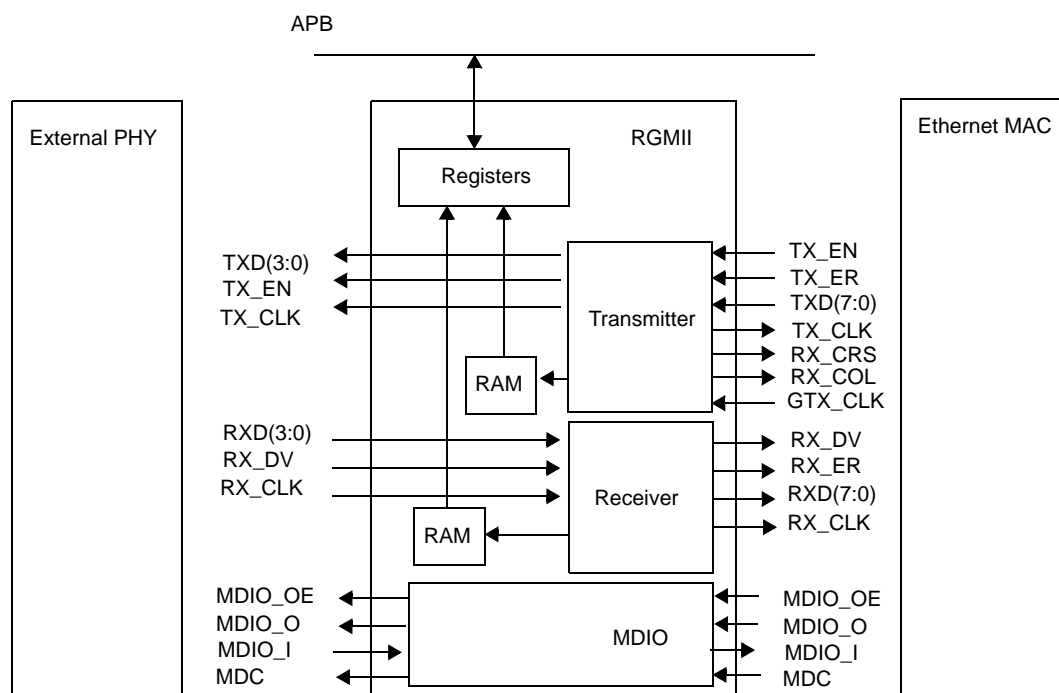 APB
External PHY
RGMII
Ethernet MAC
Registers
TXD(3:0)
TX_EN
TX_CLK
Transmitter
TX_EN
TX_ER
TXD(7:0)
TX_CLK
RX_CRS
RX_COL
GTX_CLK
RAM
RXD(3:0)
RX_DV
RX_CLK
Receiver
RX_DV
RX_ER
RXD(7:0)
RX_CLK
RAM
MDIO_OE
MDIO_O
MDIO_I
MDC
MDIO
MDIO_OE
MDIO_O
MDIO_I
MDC